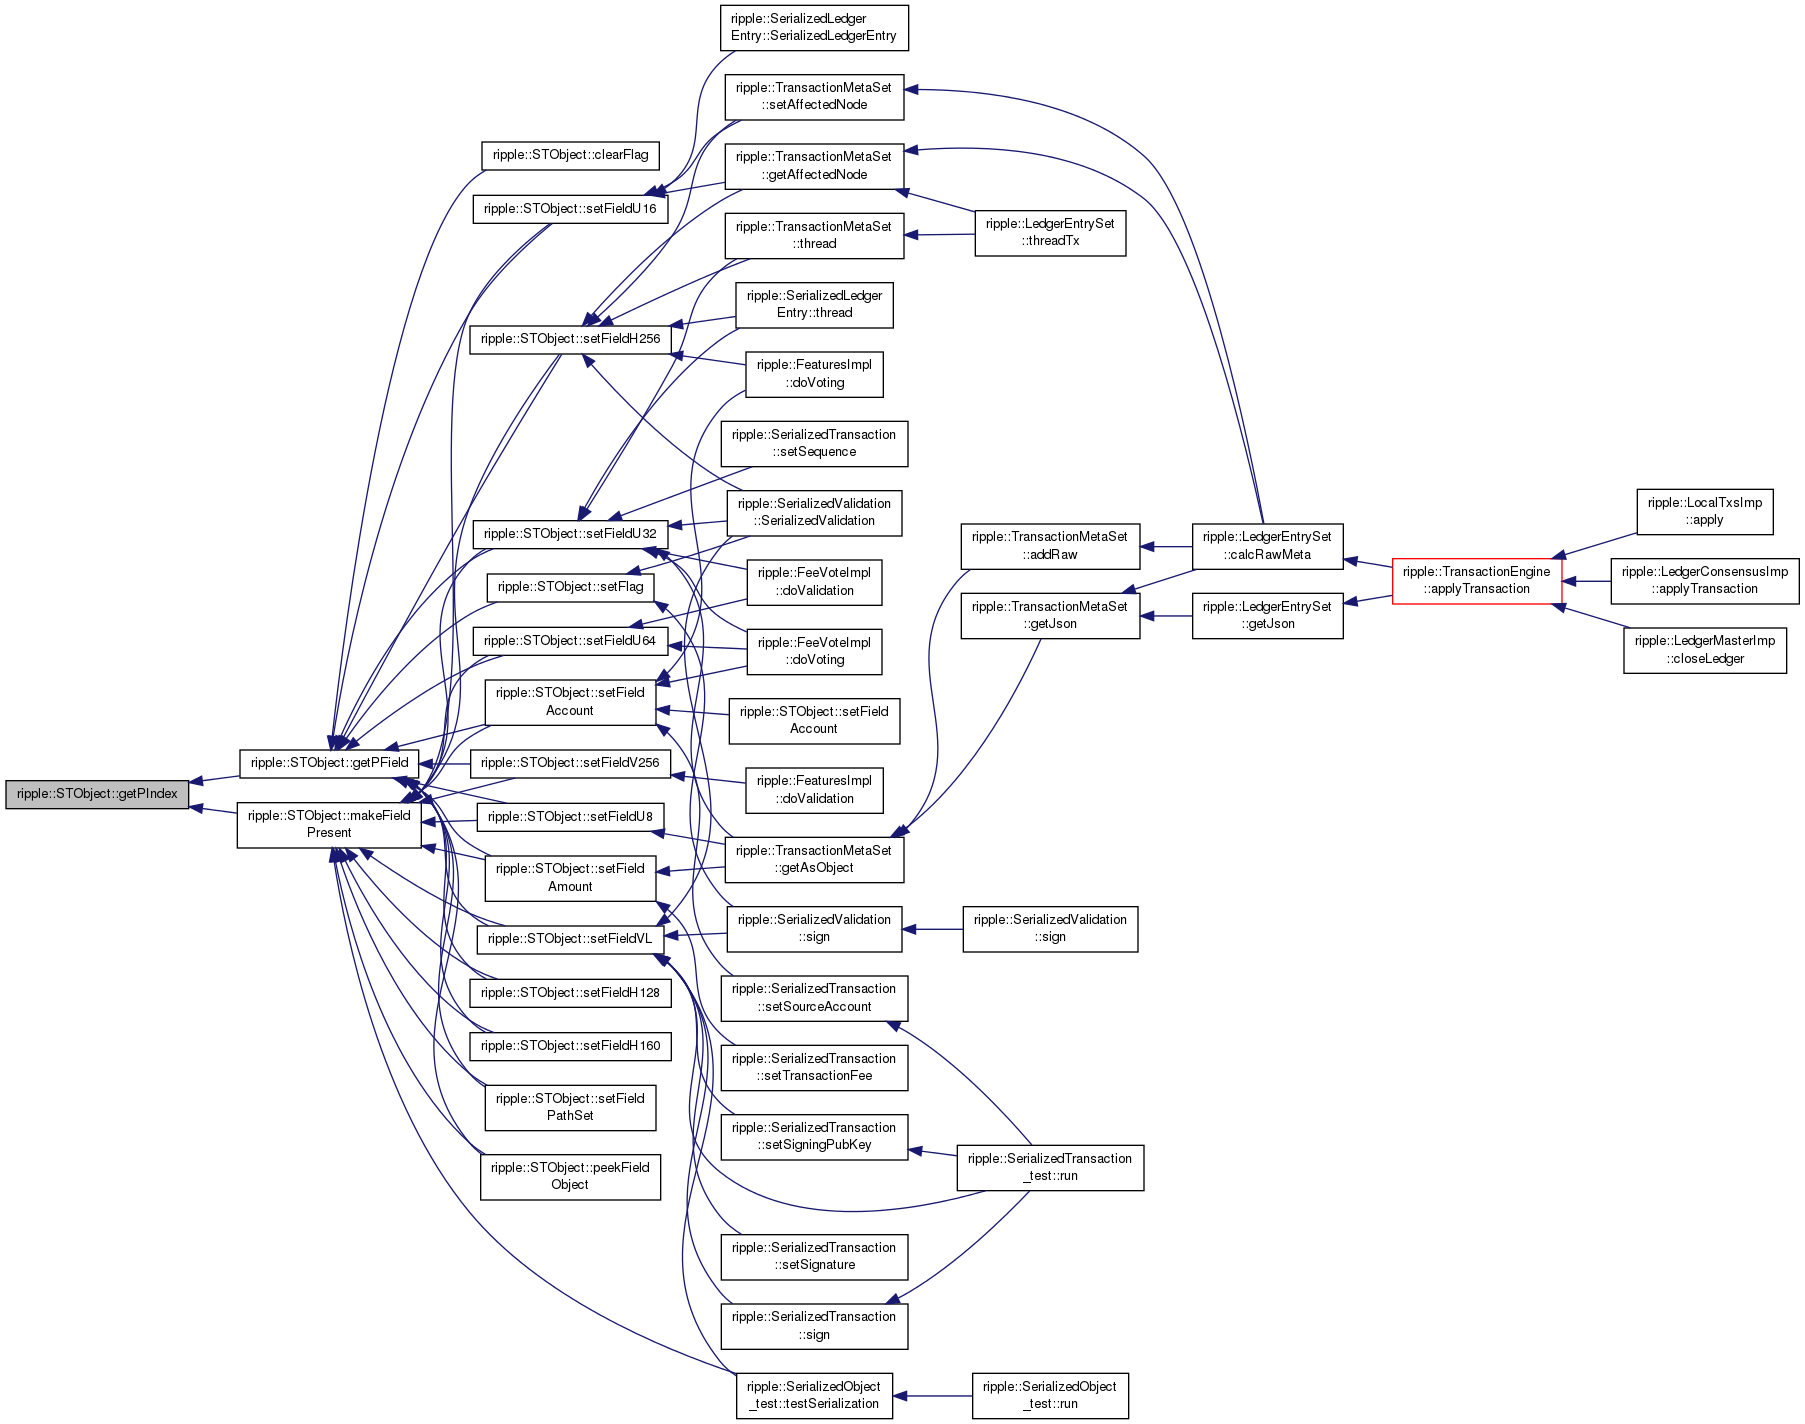 ripple::STObject::getPIndex
ripple::STObject::getPField
ripple::STObject::makeField
Present
ripple::STObject::clearFlag
ripple::STObject::setFieldU16
ripple::STObject::setFieldH256
ripple::STObject::setFieldU32
ripple::STObject::setFlag
ripple::STObject::setFieldU64
ripple::STObject::setField
Account
ripple::STObject::setFieldV256
ripple::STObject::setFieldU8
ripple::STObject::setField
Amount
ripple::STObject::setFieldVL
ripple::STObject::setFieldH128
ripple::STObject::setFieldH160
ripple::STObject::setField
PathSet
ripple::STObject::peekField
Object
ripple::SerializedLedger
Entry::SerializedLedgerEntry
ripple::TransactionMetaSet
::setAffectedNode
ripple::TransactionMetaSet
::getAffectedNode
ripple::TransactionMetaSet
::thread
ripple::SerializedLedger
Entry::thread
ripple::FeaturesImpl
::doVoting
ripple::SerializedTransaction
::setSequence
ripple::SerializedValidation
::SerializedValidation
ripple::FeeVoteImpl
::doValidation
ripple::FeeVoteImpl
::doVoting
ripple::STObject::setField
Account
ripple::FeaturesImpl
::doValidation
ripple::TransactionMetaSet
::getAsObject
ripple::SerializedValidation
::sign
ripple::SerializedTransaction
::setSourceAccount
ripple::SerializedTransaction
::setTransactionFee
ripple::SerializedTransaction
::setSigningPubKey
ripple::SerializedTransaction
::setSignature
ripple::SerializedTransaction
::sign
ripple::SerializedObject
_test::testSerialization
ripple::LedgerEntrySet
::threadTx
ripple::TransactionMetaSet
::addRaw
ripple::TransactionMetaSet
::getJson
ripple::SerializedValidation
::sign
ripple::SerializedTransaction
_test::run
ripple::SerializedObject
_test::run
ripple::LedgerEntrySet
::calcRawMeta
ripple::LedgerEntrySet
::getJson
ripple::TransactionEngine
::applyTransaction
ripple::LocalTxsImp
::apply
ripple::LedgerConsensusImp
::applyTransaction
ripple::LedgerMasterImp
::closeLedger